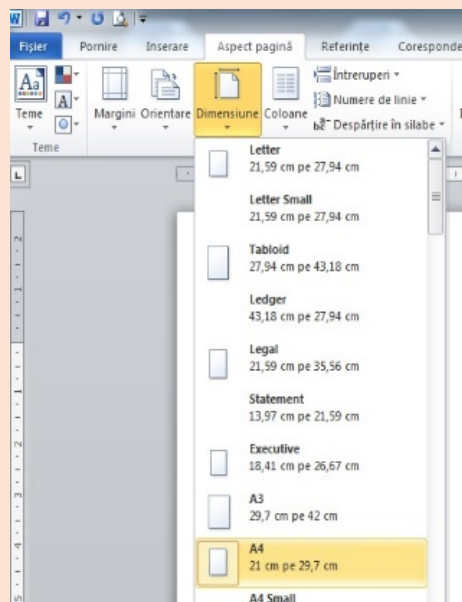 W
Fișier Pornire Inserare Aspect pagină Referințe Coresponde
Aa
Teme
A
Margini Orientare Dimensiune Coloane
Întreruperi
Numere de linie
Despărțire în silabe
Teme
L
Letter
21,59 cm pe 27,94 cm
Letter Small
21,59 cm pe 27,94 cm
Tabloid
27,94 cm pe 43,18 cm
Ledger
43,18 cm pe 27,94 cm
Legal
21,59 cm pe 35,56 cm
Statement
13,97 cm pe 21,59 cm
Executive
18,41 cm pe 26,67 cm
A3
29,7 cm pe 42 cm
A4
21 cm pe 29,7 cm
A4 Small